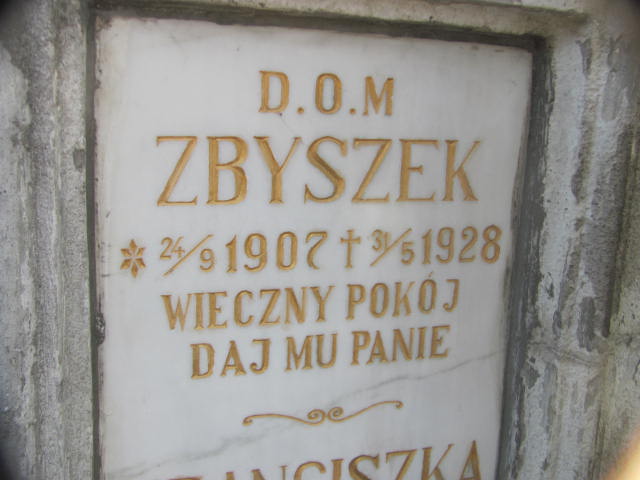 D.O.M
ZBYSZEK
* 24/9 1907 † 31/5 1928
WIECZNY POKÓJ
DAJ MU PANIE